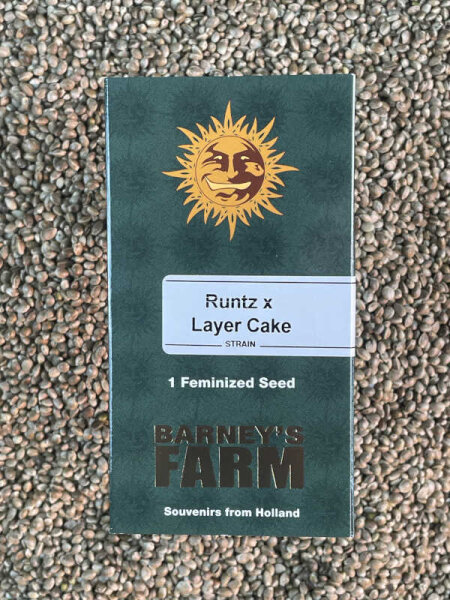 Runtz x
Layer Cake
STRAIN
1 Feminized Seed
BARNEY'S
FARM
Souvenirs from Holland